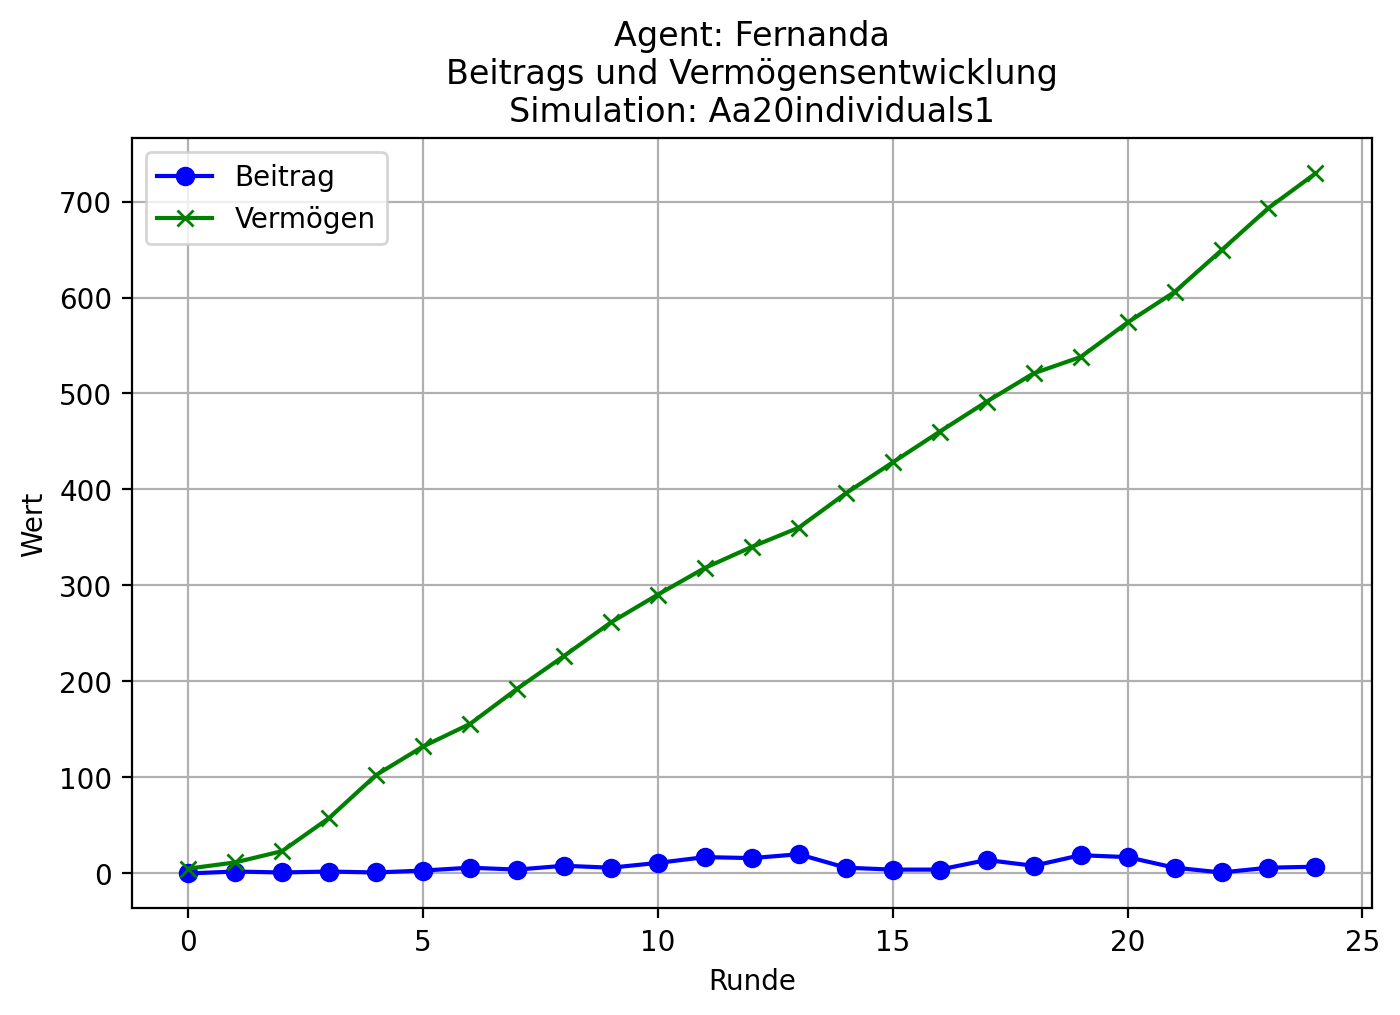 Agent: Fernanda
Beitrags und Vermögensentwicklung
Simulation: Aa20individuals1
Beitrag
Vermögen
700
600
500
400
300
200
100
0
Wert
0 5 10 15 20 25
Runde